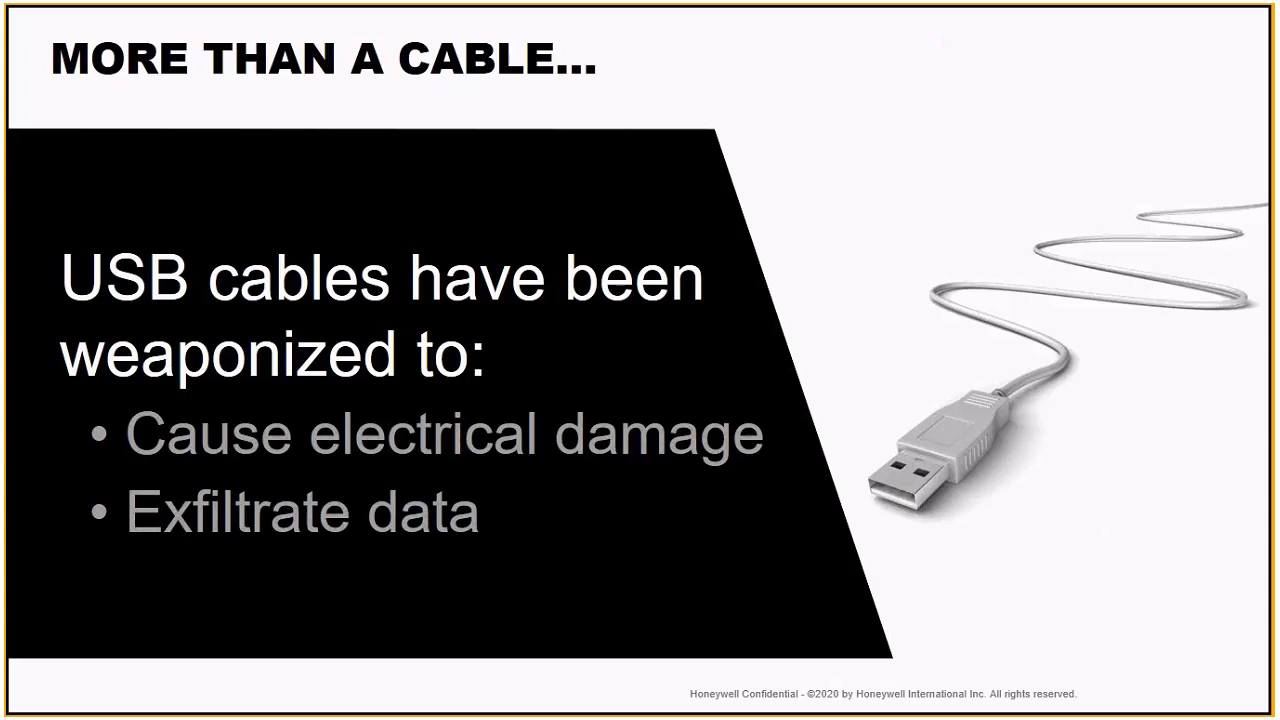 MORE THAN A CABLE...
USB cables have been
weaponized to:
• Cause electrical damage
• Exfiltrate data
Honeywell Confidential - ©2020 by Honeywell International Inc. All rights reserved.